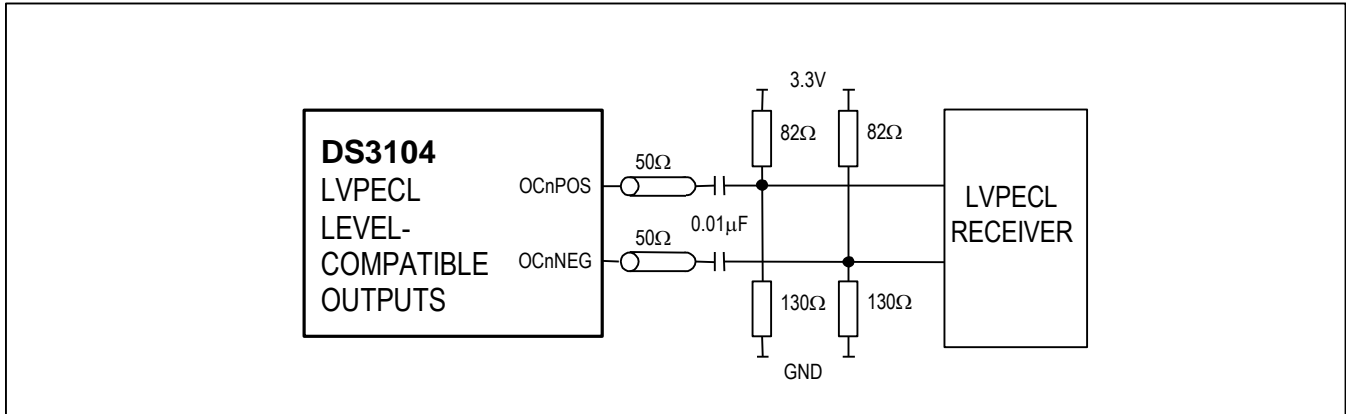 3.3V
82Ω
82Ω
DS3104
LVPECL
LEVEL-
COMPATIBLE
OUTPUTS
OCnPOS
50Ω
OCnNEG
50Ω
0.01μF
LVPECL
RECEIVER
130Ω
130Ω
GND